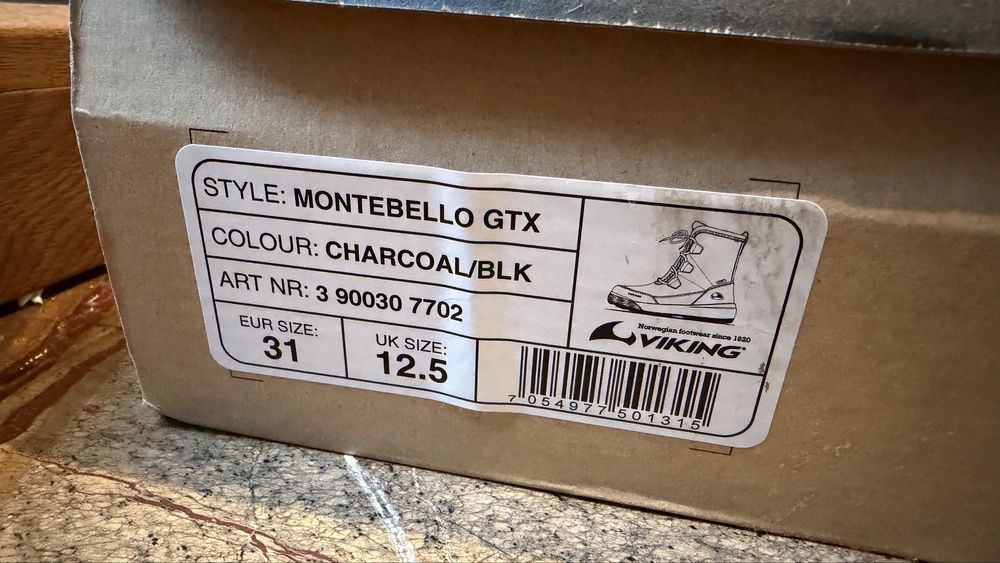 STYLE: MONTEBELLO GTX
COLOUR: CHARCOAL/BLK
ART NR: 3 90030 7702
EUR SIZE:
31
UK SIZE:
12.5
Norwegian footwear since 1920
VIKING
7 054977 501315